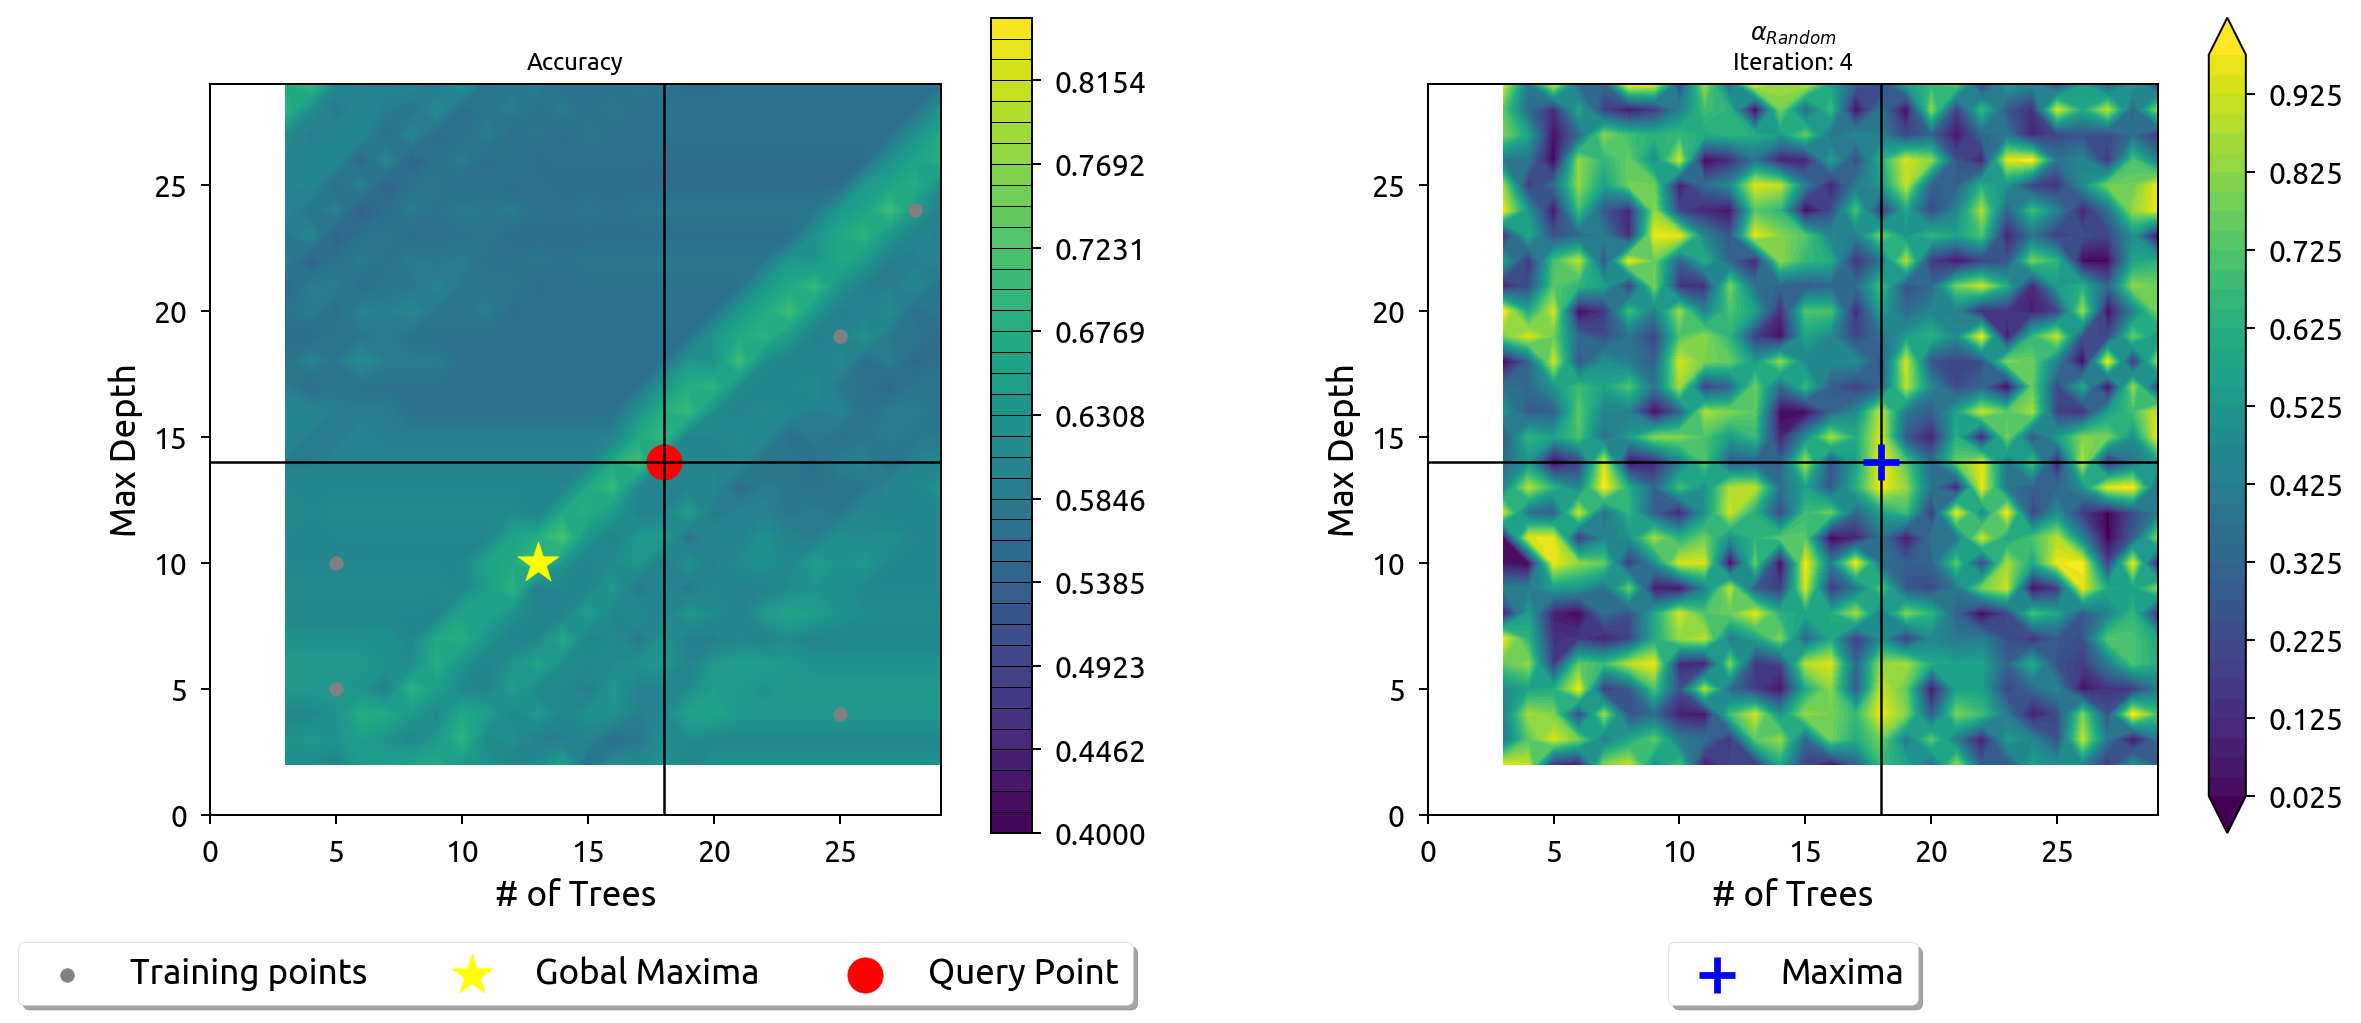 Accuracy
Max Depth
25
20
15
10
5
0
0 5 10 15 20 25
# of Trees
0.8154
0.7692
0.7231
0.6769
0.6308
0.5846
0.5385
0.4923
0.4462
0.4000
Training points Gobal Maxima Query Point
α_Random
Iteration: 4
Max Depth
25
20
15
10
5
0
0 5 10 15 20 25
# of Trees
0.925
0.825
0.725
0.625
0.525
0.425
0.325
0.225
0.125
0.025
Maxima